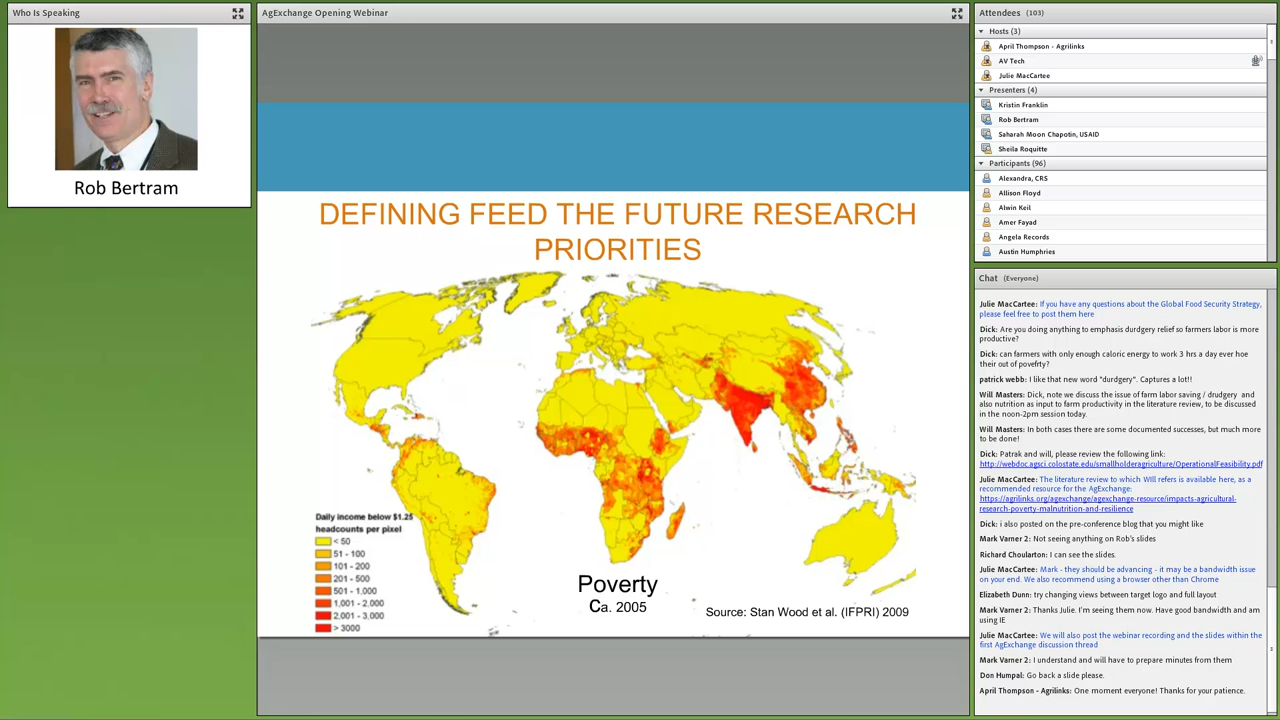 Who Is Speaking
Rob Bertram
AgExchange Opening Webinar
DEFINING FEED THE FUTURE RESEARCH
PRIORITIES
Daily income below $1.25
headcounts per pixel
< 50
51 - 100
101 - 200
201 - 500
501 - 1,000
1,001 - 2,000
2,001 - 3,000
> 3000
Poverty
Ca. 2005
Source: Stan Wood et al. (IFPRI) 2009
Attendees (103)
Hosts (3)
April Thompson - Agrilinks
AV Tech
Julie MacCartee
Presenters (4)
Kristin Franklin
Rob Bertram
Saharah Moon Chapotin, USAID
Sheila Roquitte
Participants (96)
Alexandra, CRS
Allison Floyd
Alwin Keil
Amer Fayad
Angela Records
Austin Humphries
Chat (Everyone)
Julie MacCartee: If you have any questions about the Global Food Security Strategy,
please feel free to post them here
Dick: Are you doing anything to emphasis durdgery relief so farmers labor is more
productive?
Dick: can farmers with only enough caloric energy to work 3 hrs a day ever hoe
their out of povefrty?
patrick webb: I like that new word "durdgery". Captures a lot!!
Will Masters: Dick, note we discuss the issue of farm labor saving / drudgery and
also nutrition as input to farm productivity in the literature review, to be discussed
in the noon-2pm session today.
Will Masters: In both cases there are some documented successes, but much more
to be done!
Dick: Patrak and will, please review the following link:
http://webdoc.agsci.colostate.edu/smallholderagriculture/OperationalFeasibility.pdf
Julie MacCartee: The literature review to which Will refers is available here, as a
recommended resource for the AgExchange:
https://agrilinks.org/agexchange/agexchange-resource/impacts-agricultural-
research-poverty-malnutrition-and-resilience
Dick: i also posted on the pre-conference blog that you might like
Mark Varner 2: Not seeing anything on Rob's slides
Richard Choularton: I can see the slides.
Julie MacCartee: Mark - they should be advancing - it may be a bandwidth issue
on your end. We also recommend using a browser other than Chrome
Elizabeth Dunn: try changing views between target logo and full layout
Mark Varner 2: Thanks Julie. I'm seeing them now. Have good bandwidth and am
using IE
Julie MacCartee: We will also post the webinar recording and the slides within the
first AgExchange discussion thread
Mark Varner 2: I understand and will have to prepare minutes from them
Don Humpal: Go back a slide please.
April Thompson - Agrilinks: One moment everyone! Thanks for your patience.